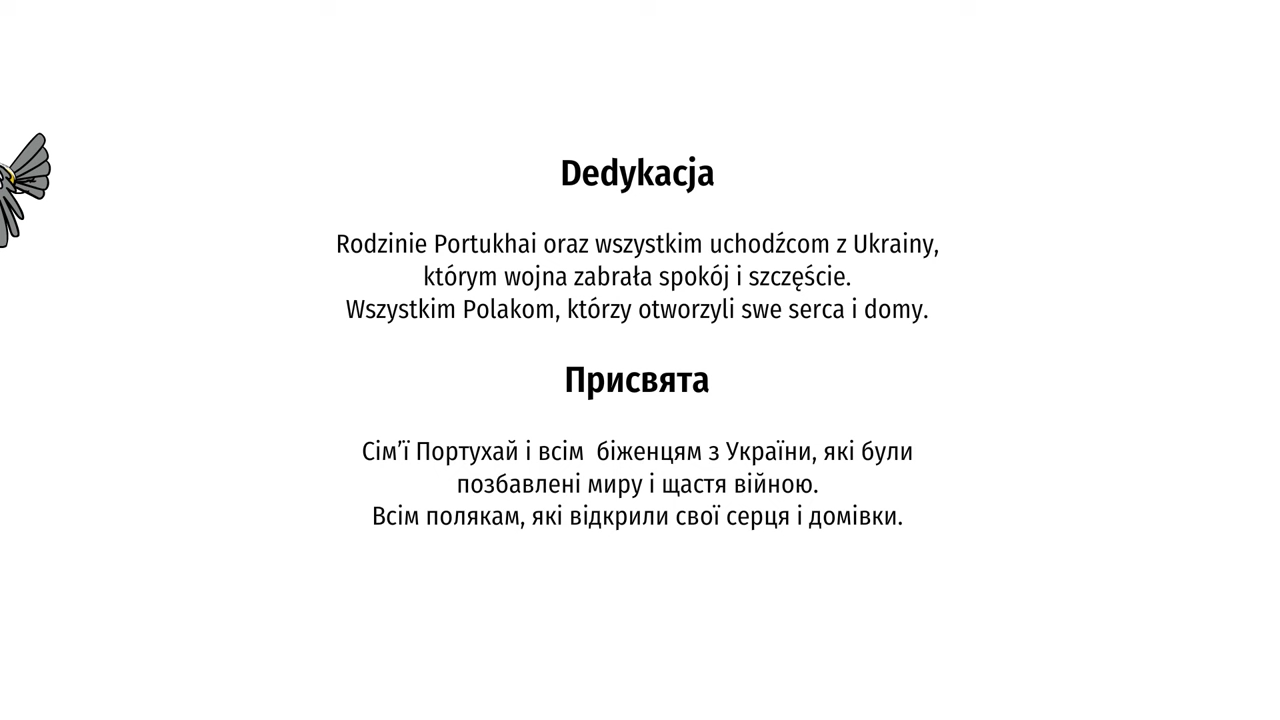 Dedykacja
Rodzinie Portukhai oraz wszystkim uchodźcom z Ukrainy,
którym wojna zabrała spokój i szczęście.
Wszystkim Polakom, którzy otworzyli swe serca i domy.
Присвята
Сім’ї Портухай і всім  біженцям з України, які були
позбавлені миру і щастя війною.
Всім полякам, які відкрили свої серця і домівки.